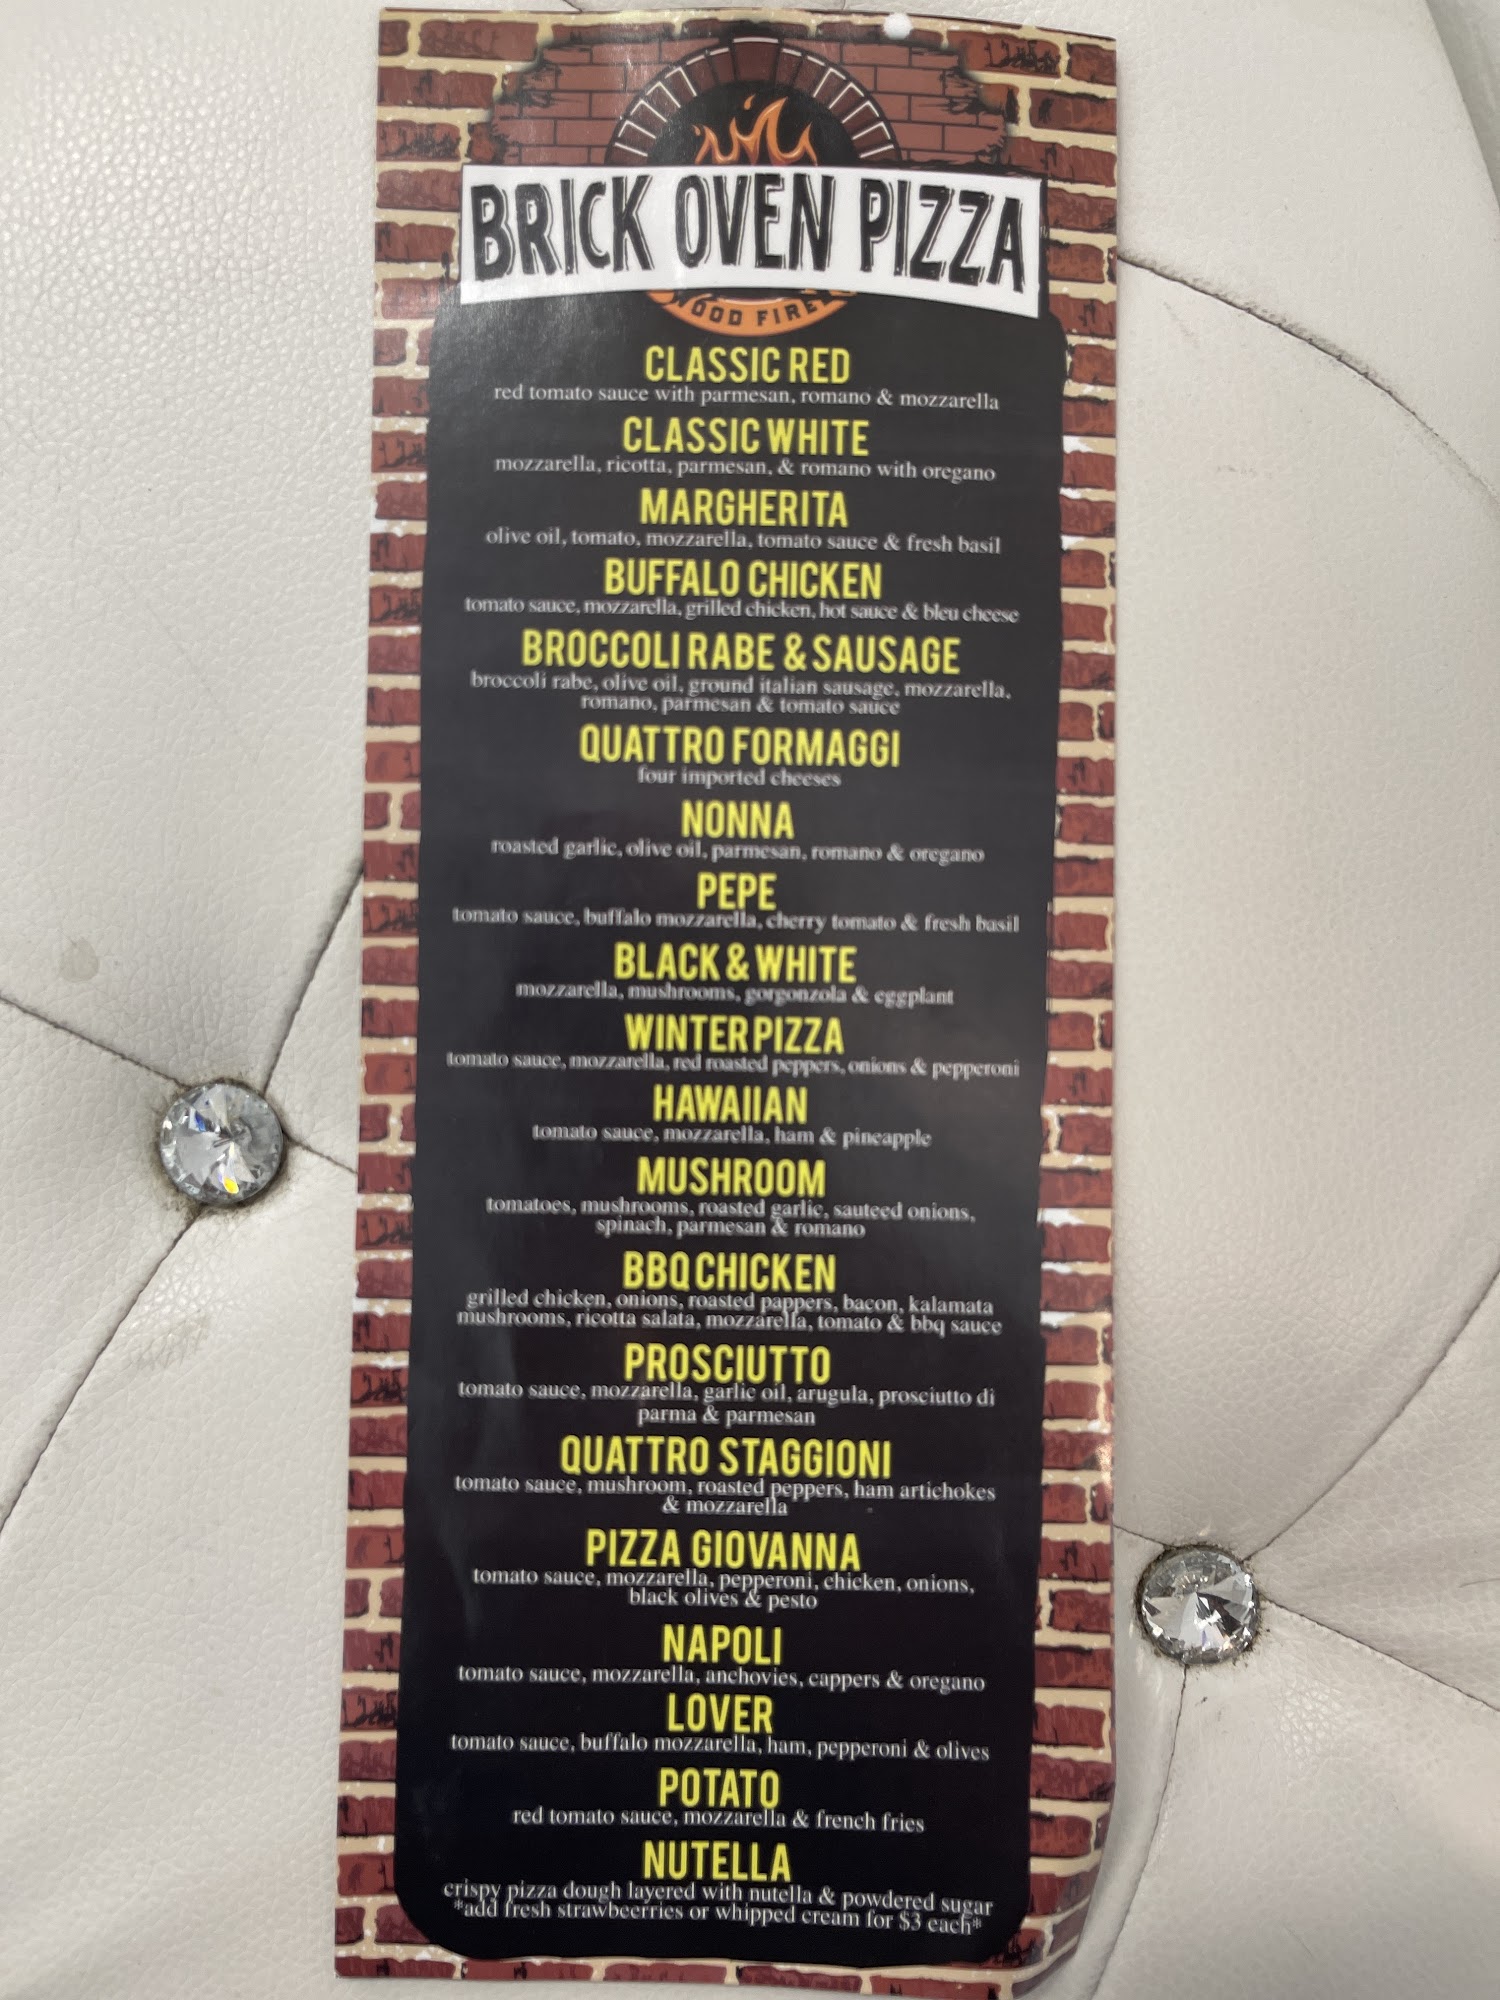 BRICK OVEN PIZZA
WOOD FIRE
CLASSIC RED
red tomato sauce with parmesan, romano & mozzarella
CLASSIC WHITE
mozzarella, ricotta, parmesan, & romano with oregano
MARGHERITA
olive oil, tomato, mozzarella, tomato sauce & fresh basil
BUFFALO CHICKEN
tomato sauce, mozzarella, grilled chicken, hot sauce & bleu cheese
BROCCOLI RABE & SAUSAGE
broccoli rabe, olive oil, ground italian sausage, mozzarella,
romano, parmesan & tomato sauce
QUATTRO FORMAGGI
four imported cheeses
NONNA
roasted garlic, olive oil, parmesan, romano & oregano
PEPE
tomato sauce, buffalo mozzarella, cherry tomato & fresh basil
BLACK & WHITE
mozzarella, mushrooms, gorgonzola & eggplant
WINTER PIZZA
tomato sauce, mozzarella, red roasted peppers, onions & pepperoni
HAWAIIAN
tomato sauce, mozzarella, ham & pineapple
MUSHROOM
tomatoes, mushrooms, roasted garlic, sauteed onions,
spinach, parmesan & romano
BBQ CHICKEN
grilled chicken, onions, roasted pappers, bacon, kalamata
mushrooms, ricotta salata, mozzarella, tomato & bbq sauce
PROSCIUTTO
tomato sauce, mozzarella, garlic oil, arugula, prosciutto di
parma & parmesan
QUATTRO STAGGIONI
tomato sauce, mushroom, roasted peppers, ham artichokes
& mozzarella
PIZZA GIOVANNA
tomato sauce, mozzarella, pepperoni, chicken, onions,
black olives & pesto
NAPOLI
tomato sauce, mozzarella, anchovies, cappers & oregano
LOVER
tomato sauce, buffalo mozzarella, ham, pepperoni & olives
POTATO
red tomato sauce, mozzarella & french fries
NUTELLA
crispy pizza dough layered with nutella & powdered sugar
*add fresh strawbeerries or whipped cream for $3 each*